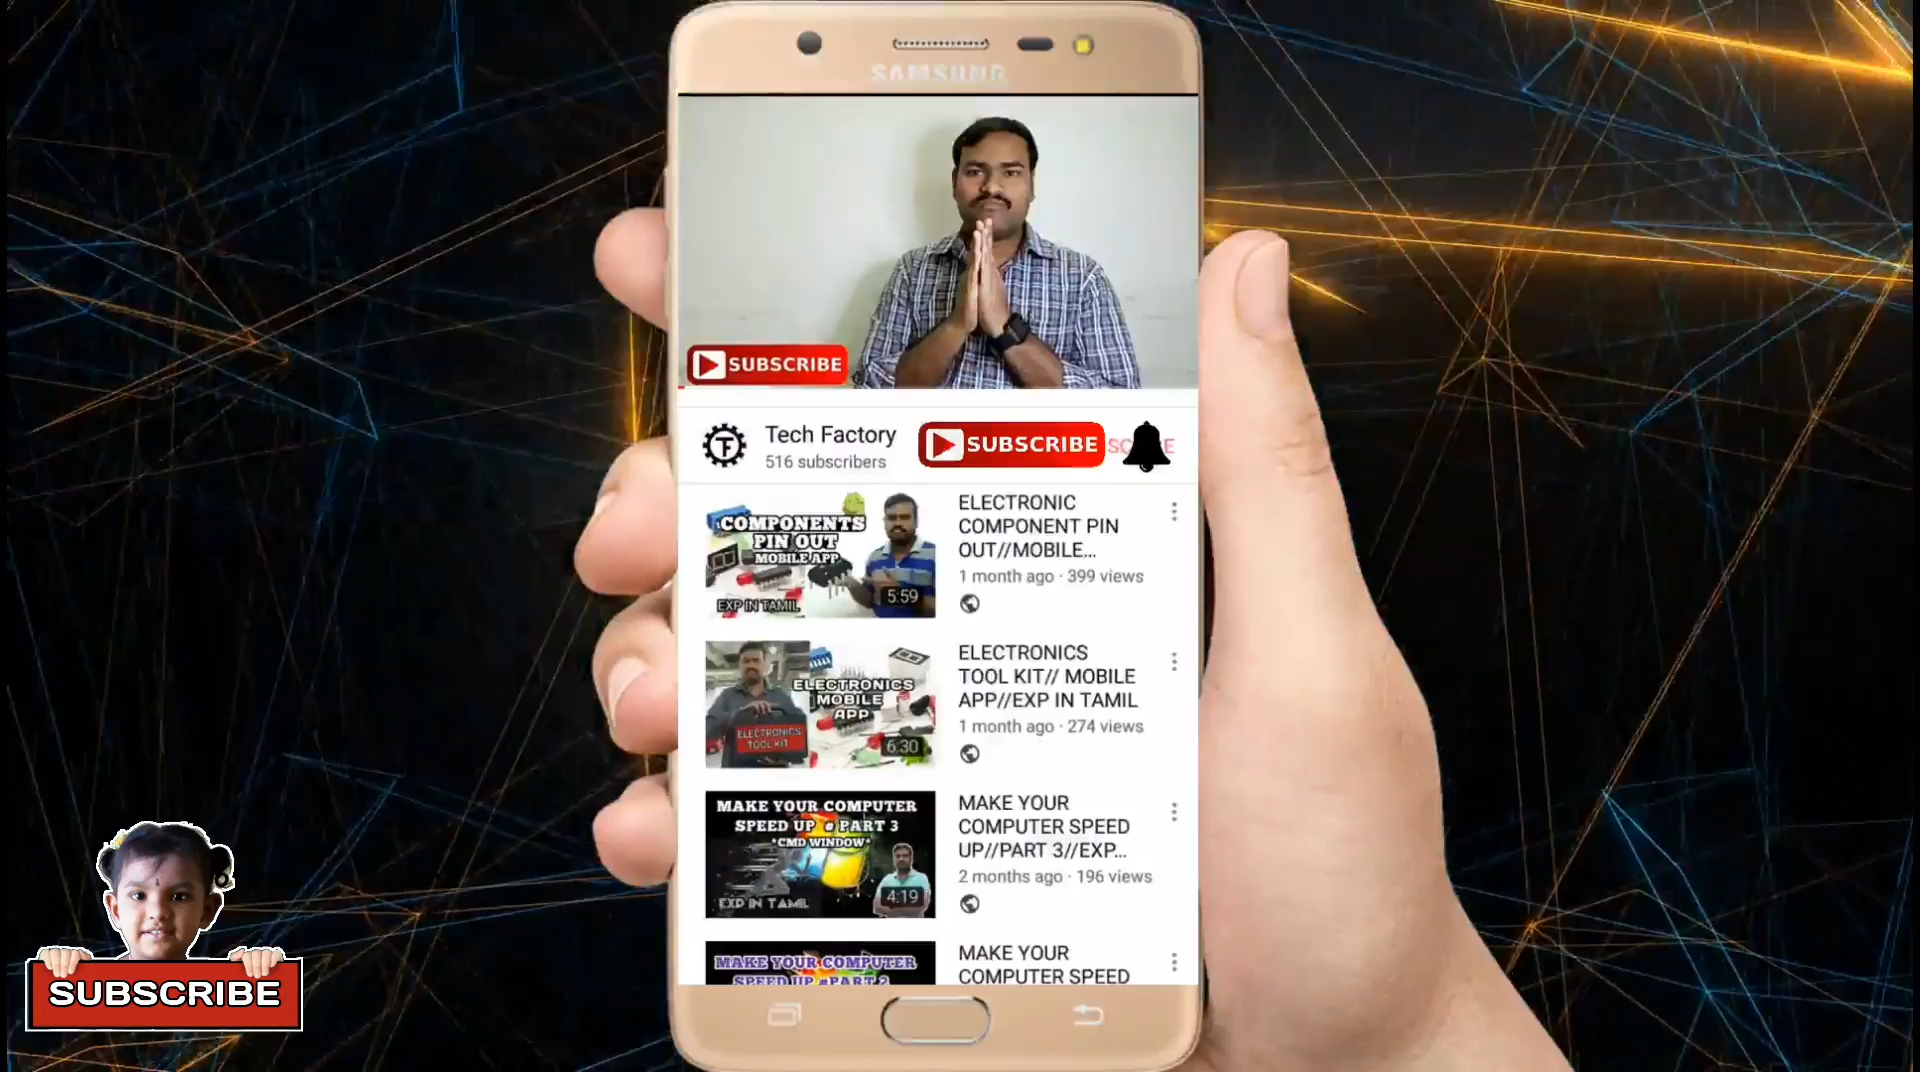 SAMSUNG
SUBSCRIBE
Tech Factory
516 subscribers
SUBSCRIBE
COMPONENTS
PIN OUT
MOBILE APP
EXP IN TAMIL
5:59
ELECTRONIC
COMPONENT PIN
OUT//MOBILE...
1 month ago · 399 views
ELECTRONICS
MOBILE
APP
ELECTRONICS
TOOL KIT
6:30
ELECTRONICS
TOOL KIT// MOBILE
APP//EXP IN TAMIL
1 month ago · 274 views
MAKE YOUR COMPUTER
SPEED UP # PART 3
*CMD WINDOW*
EXP IN TAMIL
4:19
MAKE YOUR
COMPUTER SPEED
UP//PART 3//EXP...
2 months ago · 196 views
MAKE YOUR COMPUTER
SPEED UP #PART 2
MAKE YOUR
COMPUTER SPEED
SUBSCRIBE